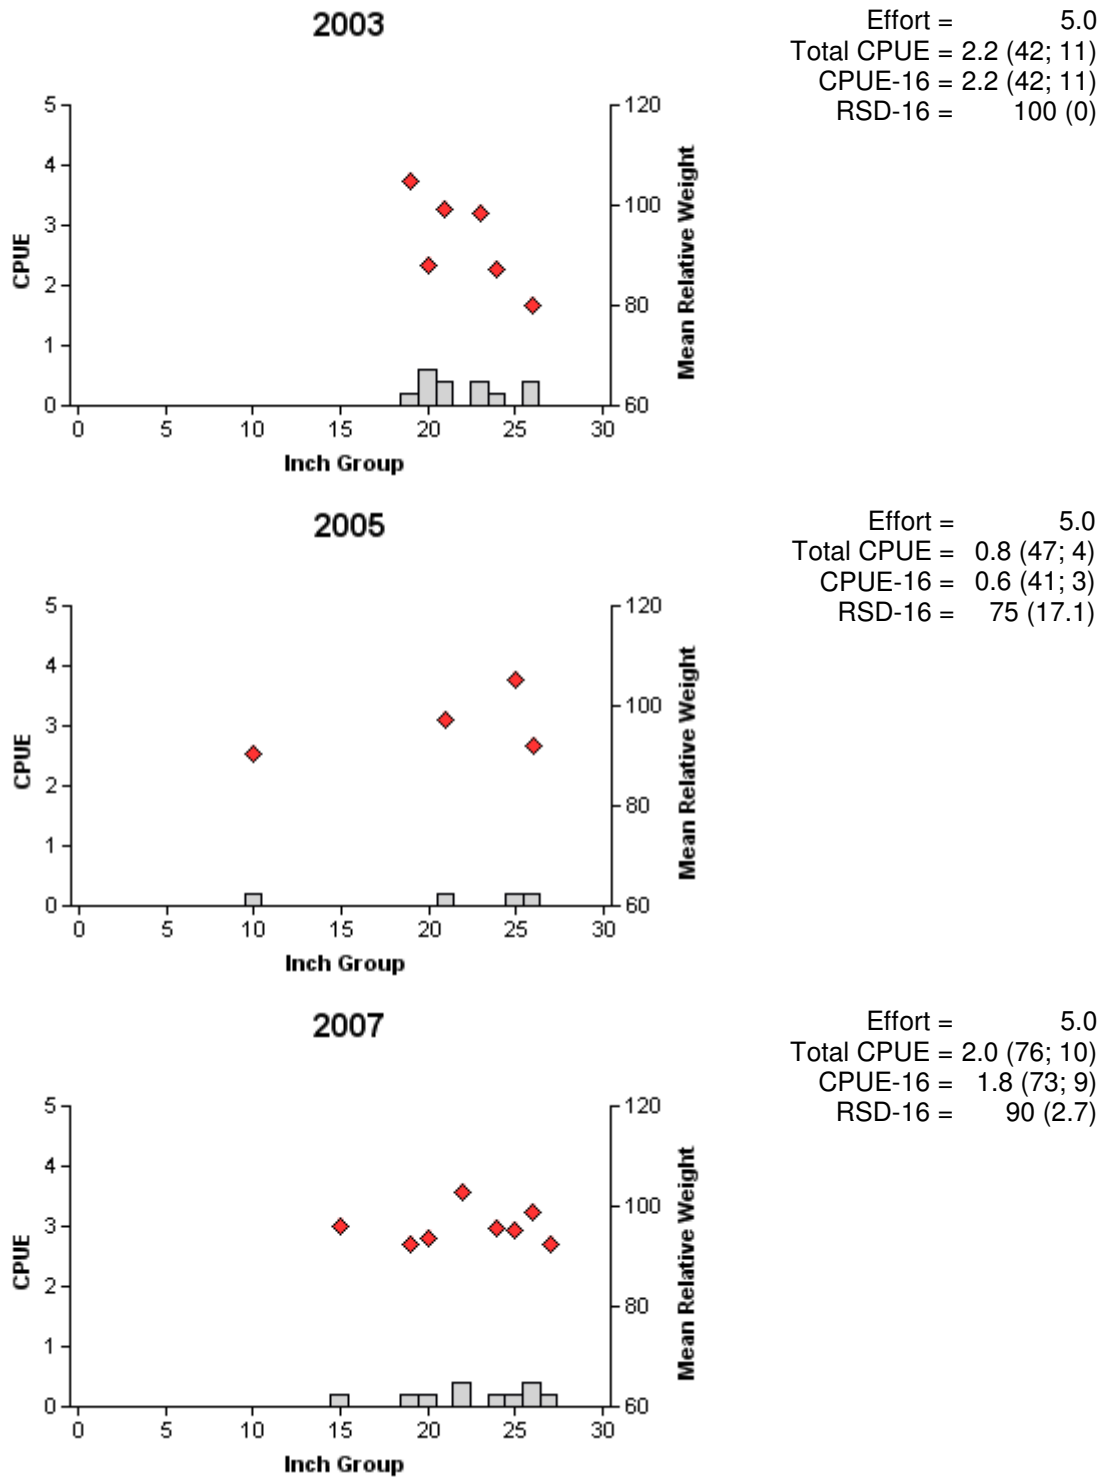 2003
Effort = 5.0
Total CPUE = 2.2 (42; 11)
CPUE-16 = 2.2 (42; 11)
RSD-16 = 100 (0)
5
4
3
2
1
0
CPUE
120
100
80
60
Mean Relative Weight
0 5 10 15 20 25 30
Inch Group
2005
Effort = 5.0
Total CPUE = 0.8 (47; 4)
CPUE-16 = 0.6 (41; 3)
RSD-16 = 75 (17.1)
5
4
3
2
1
0
CPUE
120
100
80
60
Mean Relative Weight
0 5 10 15 20 25 30
Inch Group
2007
Effort = 5.0
Total CPUE = 2.0 (76; 10)
CPUE-16 = 1.8 (73; 9)
RSD-16 = 90 (2.7)
5
4
3
2
1
0
CPUE
120
100
80
60
Mean Relative Weight
0 5 10 15 20 25 30
Inch Group